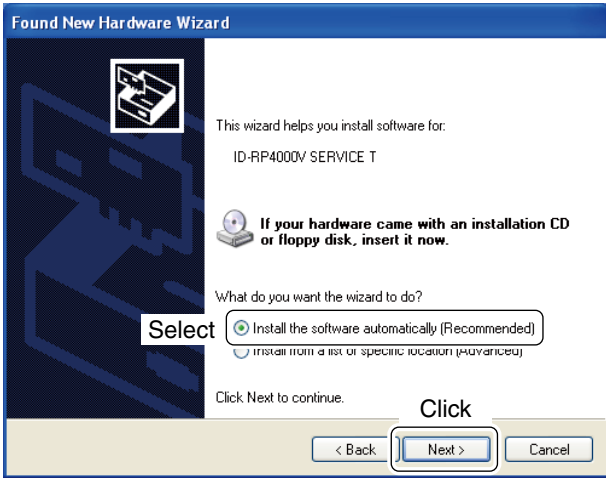 Found New Hardware Wizard
This wizard helps you install software for:
ID-RP4000V SERVICE T
If your hardware came with an installation CD
or floppy disk, insert it now.
What do you want the wizard to do?
Select
Install the software automatically (Recommended)
Install from a list or specific location (Advanced)
Click Next to continue.
Click
< Back
Next >
Cancel